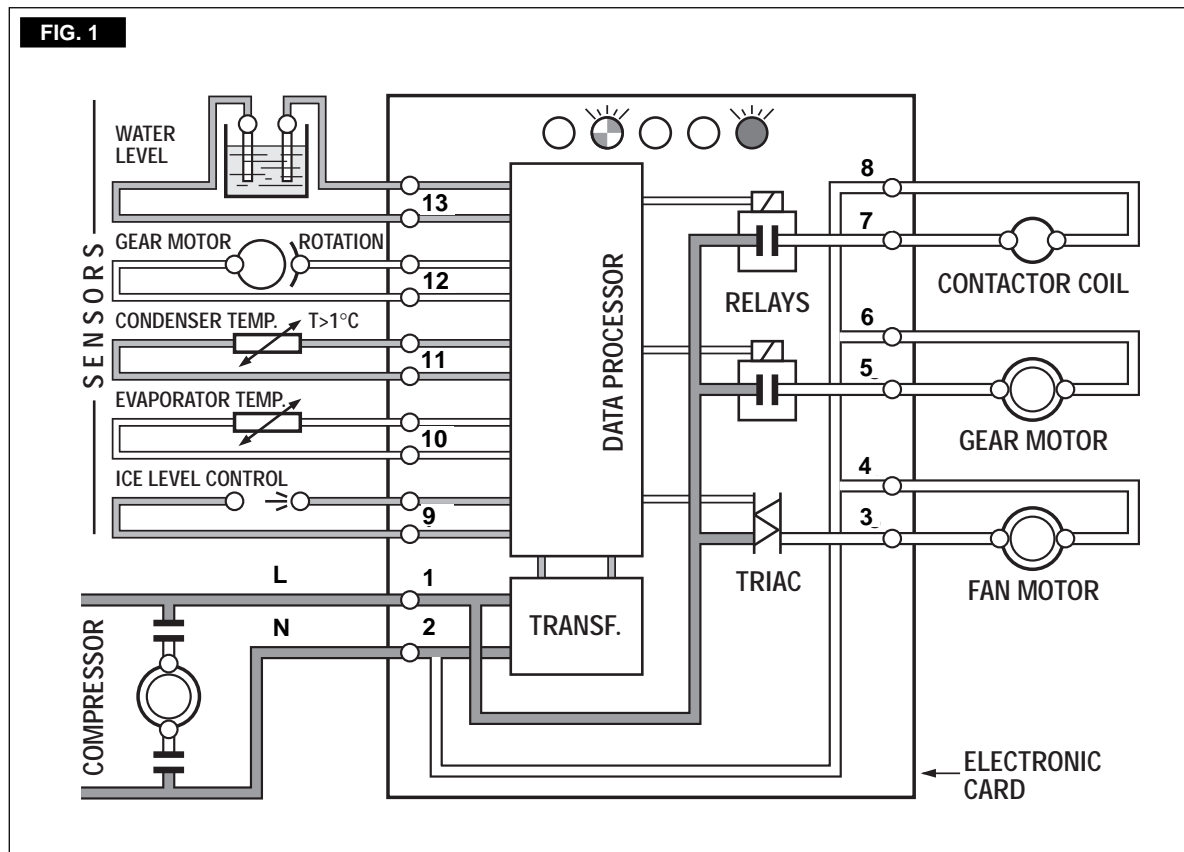 FIG. 1
WATER
LEVEL
13
GEAR MOTOR ROTATION
12
CONDENSER TEMP. T>1°C
11
EVAPORATOR TEMP.
10
ICE LEVEL CONTROL
9
SENSORS
L 1
N 2
COMPRESSOR
DATA PROCESSOR
TRANSF.
RELAYS
TRIAC
8
7
CONTACTOR COIL
6
5
GEAR MOTOR
4
3
FAN MOTOR
ELECTRONIC
CARD